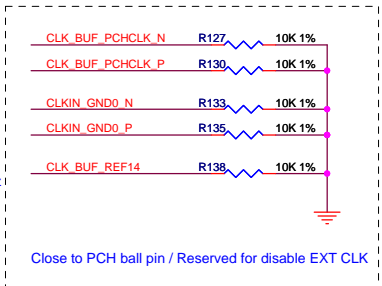 CLK_BUF_PCHCLK_N R127 10K 1%
CLK_BUF_PCHCLK_P R130 10K 1%
CLKIN_GND0_N R133 10K 1%
CLKIN_GND0_P R135 10K 1%
CLK_BUF_REF14 R138 10K 1%
Close to PCH ball pin / Reserved for disable EXT CLK